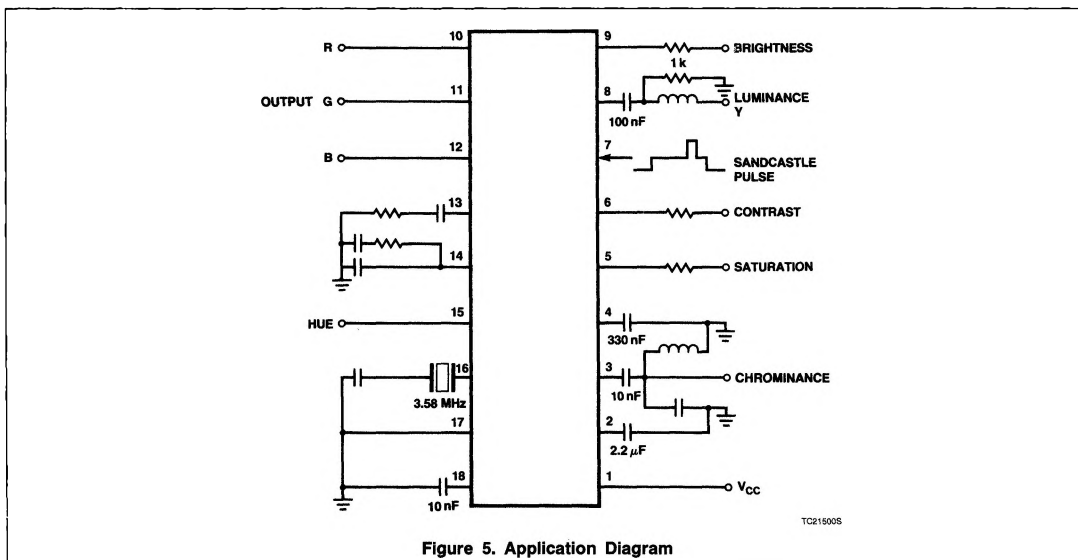 10
9
R
BRIGHTNESS
1 k
8
11
OUTPUT G
LUMINANCE
Y
100 nF
12
7
B
SANDCASTLE
PULSE
13
6
CONTRAST
14
5
SATURATION
15
4
HUE
330 nF
16
3
CHROMINANCE
3.58 MHz
10 nF
17
2
2.2 μF
18
1
10 nF
VCC
TC21500S
Figure 5. Application Diagram